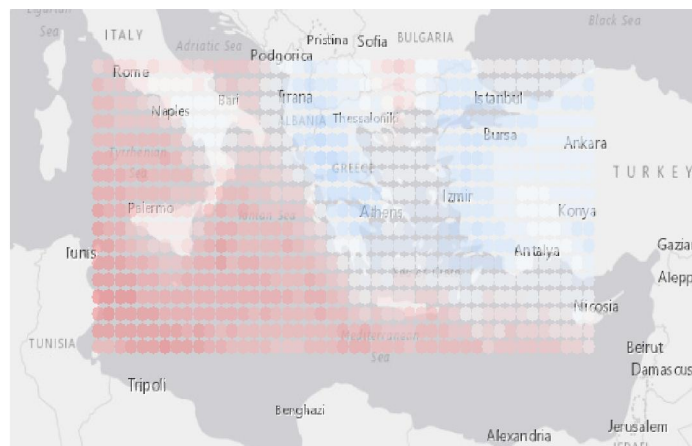 Sea
ITALY
Adriatic Sea
Pristina
Sofia
BULGARIA
Black Sea
Podgorica
Rome
Naples
Bari
Tirana
ALBANIA
Thessaloniki
Istanbul
Bursa
Ankara
Tyrrhenian
Sea
GREECE
TURKEY
Palermo
Ionian Sea
Athens
Izmir
Konya
Tunis
Antalya
Gazian
Alepp
Nicosia
TUNISIA
Mediterranean
Sea
Beirut
Damascus
Tripoli
Benghazi
Alexandria
Jerusalem